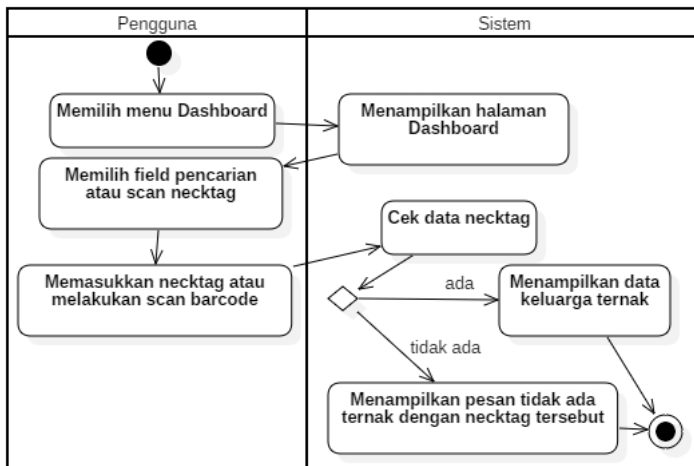 Pengguna
Sistem
Memilih menu Dashboard
Menampilkan halaman
Dashboard
Memilih field pencarian
atau scan necktag
Cek data necktag
Memasukkan necktag atau
melakukan scan barcode
ada
Menampilkan data
keluarga ternak
tidak ada
Menampilkan pesan tidak ada
ternak dengan necktag tersebut